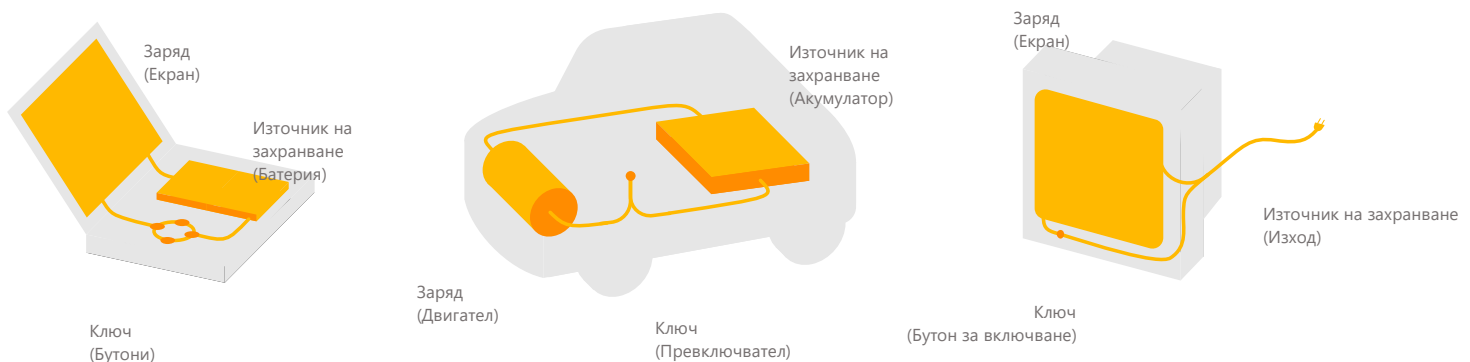 Заряд
(Екран)
Източник на
захранване
(Батерия)
Ключ
(Бутони)
Източник на
захранване
(Акумулатор)
Заряд
(Двигател)
Ключ
(Превключвател)
Заряд
(Екран)
Източник на захранване
(Изход)
Ключ
(Бутон за включване)